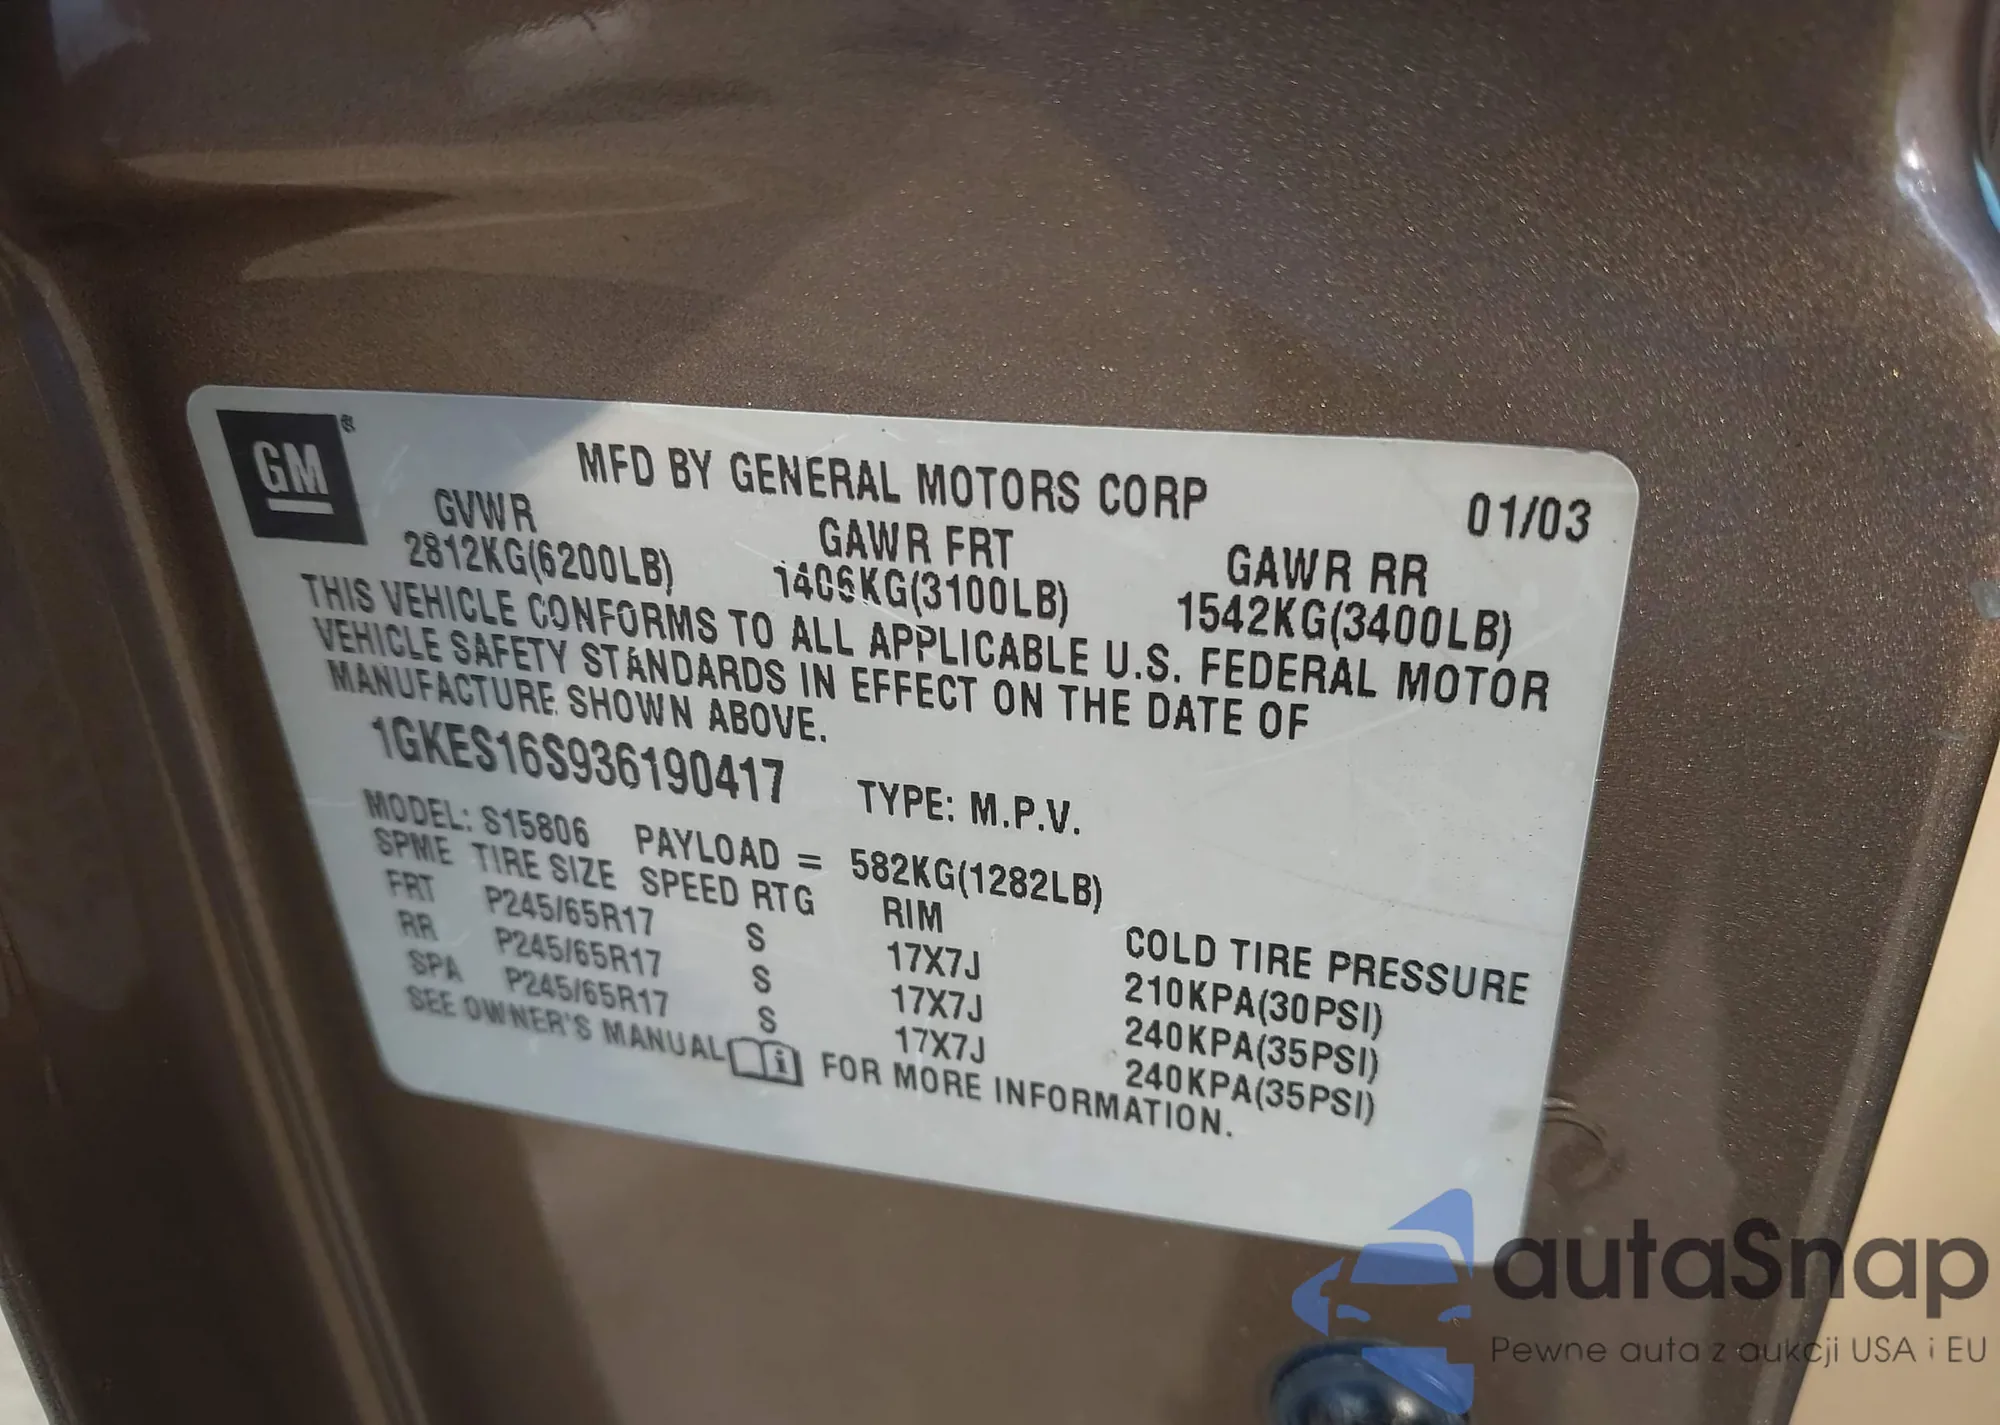 GM®
MFD BY GENERAL MOTORS CORP 01/03
GVWR GAWR FRT GAWR RR
2812KG(6200LB) 1406KG(3100LB) 1542KG(3400LB)
THIS VEHICLE CONFORMS TO ALL APPLICABLE U.S. FEDERAL MOTOR
VEHICLE SAFETY STANDARDS IN EFFECT ON THE DATE OF
MANUFACTURE SHOWN ABOVE.
1GKES16S936190417 TYPE: M.P.V.
MODEL: S15806 PAYLOAD = 582KG(1282LB)
SPME TIRE SIZE SPEED RTG RIM COLD TIRE PRESSURE
FRT P245/65R17 S 17X7J 210KPA(30PSI)
RR P245/65R17 S 17X7J 240KPA(35PSI)
SPA P245/65R17 S 17X7J 240KPA(35PSI)
SEE OWNER'S MANUAL FOR MORE INFORMATION.
autaSnap
Pewne auta z aukcji USA i EU